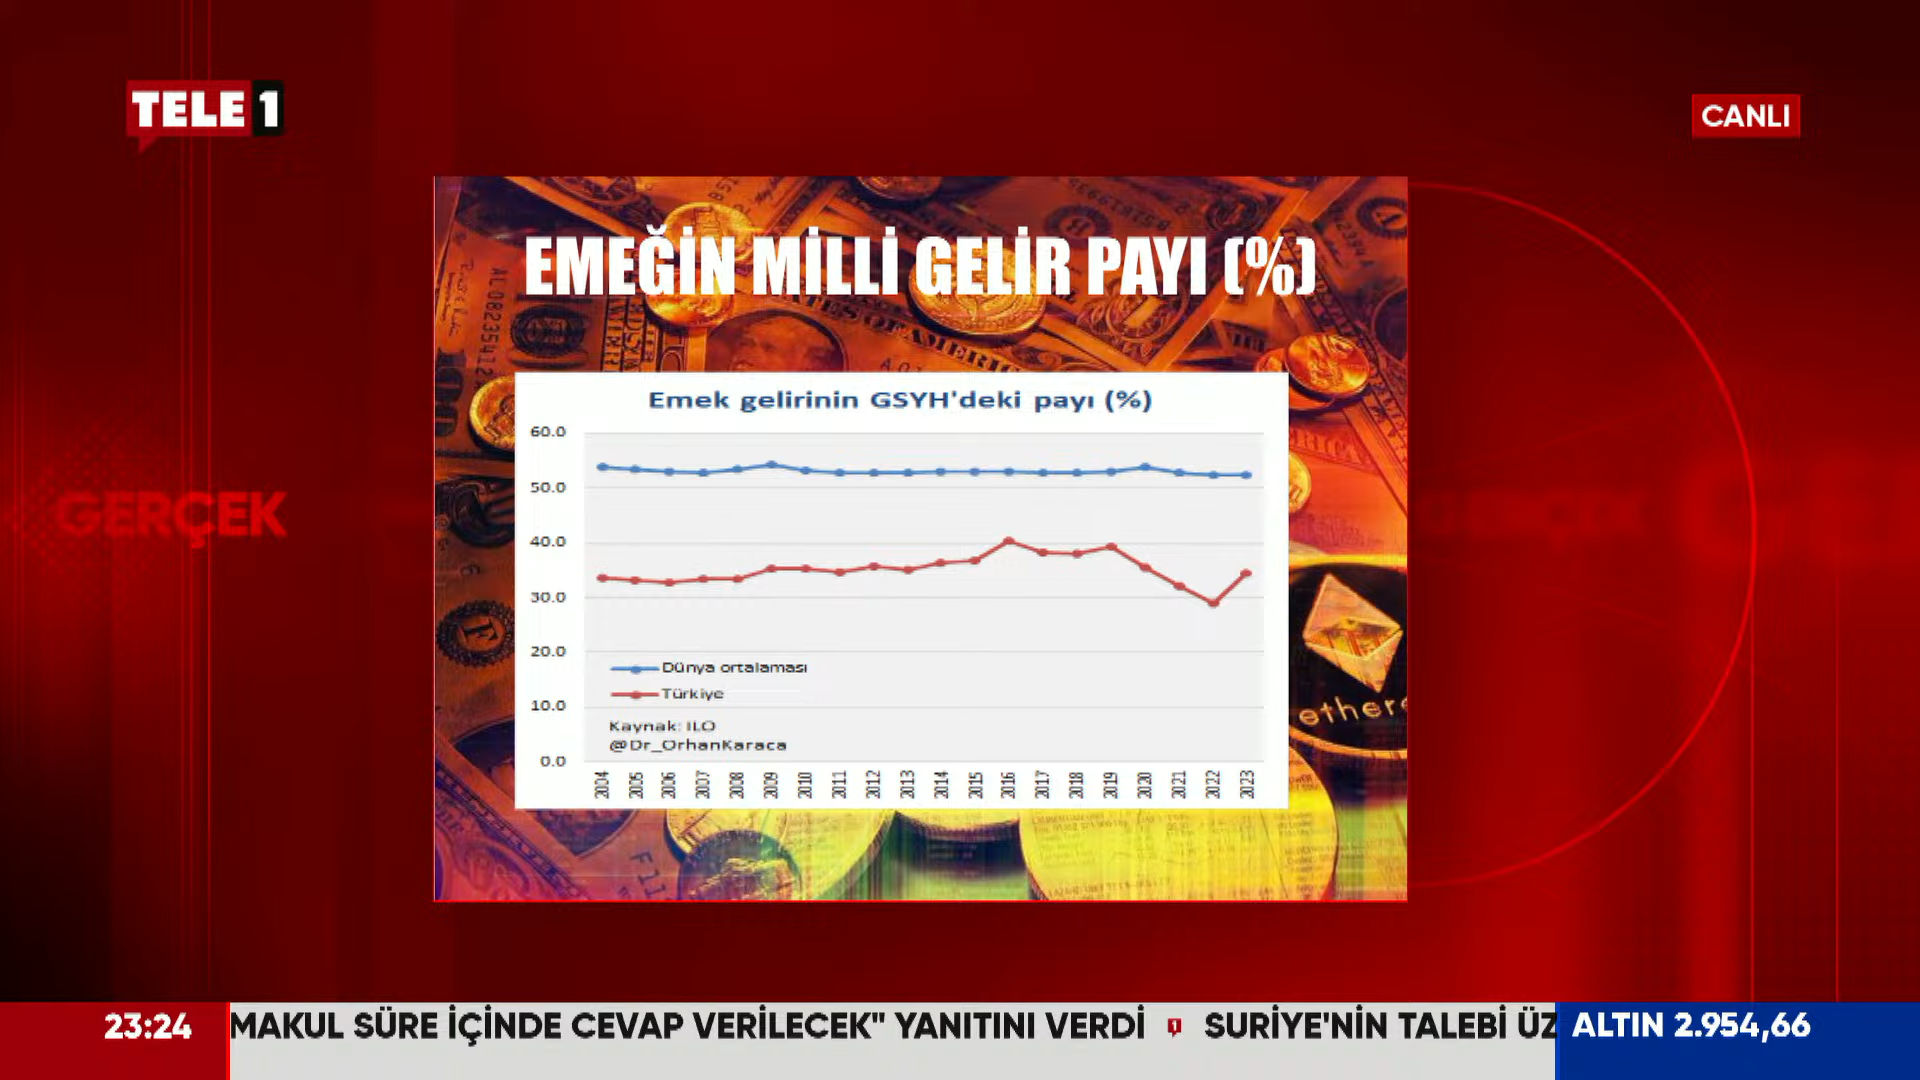 TELE 1
CANLI
EMEĞİN MİLLİ GELİR PAYI (%)
Emek gelirinin GSYH'deki payı (%)
60.0
50.0
40.0
30.0
20.0
10.0
0.0
Dünya ortalaması
Türkiye
Kaynak: ILO
@Dr_OrhanKaraca
2004 2005 2006 2007 2008 2009 2010 2011 2012 2013 2014 2015 2016 2017 2018 2019 2020 2021 2022 2023
GERÇEK
23:24 MAKUL SÜRE İÇİNDE CEVAP VERİLECEK" YANITINI VERDİ 1 SURİYE'NİN TALEBİ ÜZ ALTIN 2.954,66